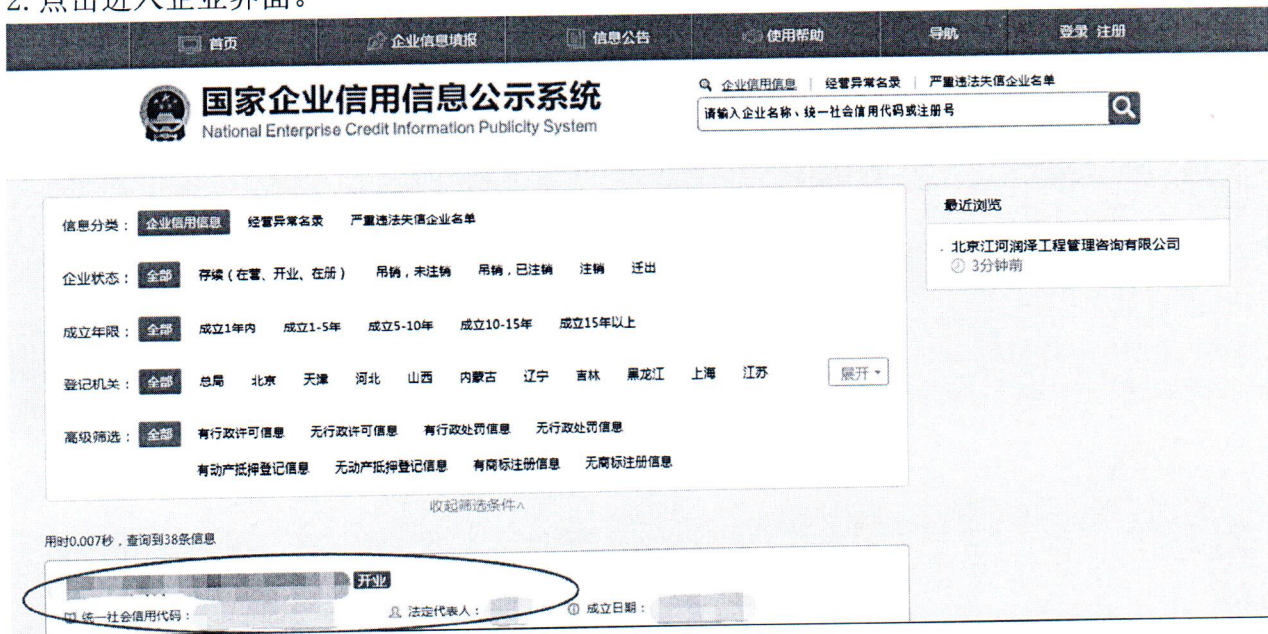 2. 点击进入企业界面。
首页 企业信息填报 信息公告 使用帮助 导航 登录 注册
国家企业信用信息公示系统
National Enterprise Credit Information Publicity System
企业信用信息 | 经营异常名录 | 严重违法失信企业名单
请输入企业名称、统一社会信用代码或注册号
信息分类： 企业信用信息 经营异常名录 严重违法失信企业名单
企业状态： 全部 存续（在营、开业、在册） 吊销，未注销 吊销，已注销 注销 迁出
成立年限： 全部 成立1年内 成立1-5年 成立5-10年 成立10-15年 成立15年以上
登记机关： 全部 总局 北京 天津 河北 山西 内蒙古 辽宁 吉林 黑龙江 上海 江苏 展开
高级筛选： 全部 有行政许可信息 无行政许可信息 有行政处罚信息 无行政处罚信息
有动产抵押登记信息 无动产抵押登记信息 有商标注册信息 无商标注册信息
收起筛选条件
最近浏览
北京江河润泽工程管理咨询有限公司
3分钟前
用时0.007秒，查询到38条信息
开业
统一社会信用代码： 法定代表人： 成立日期：